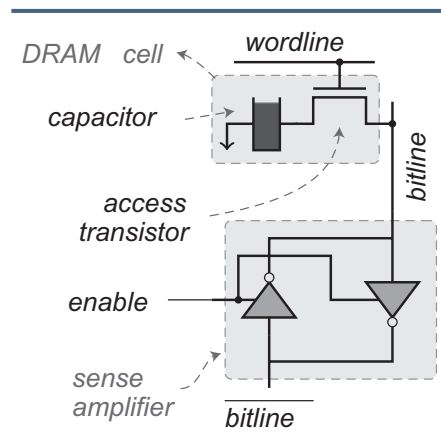 wordline
DRAM cell
capacitor
bitline
access
transistor
enable
sense
amplifier
bitline